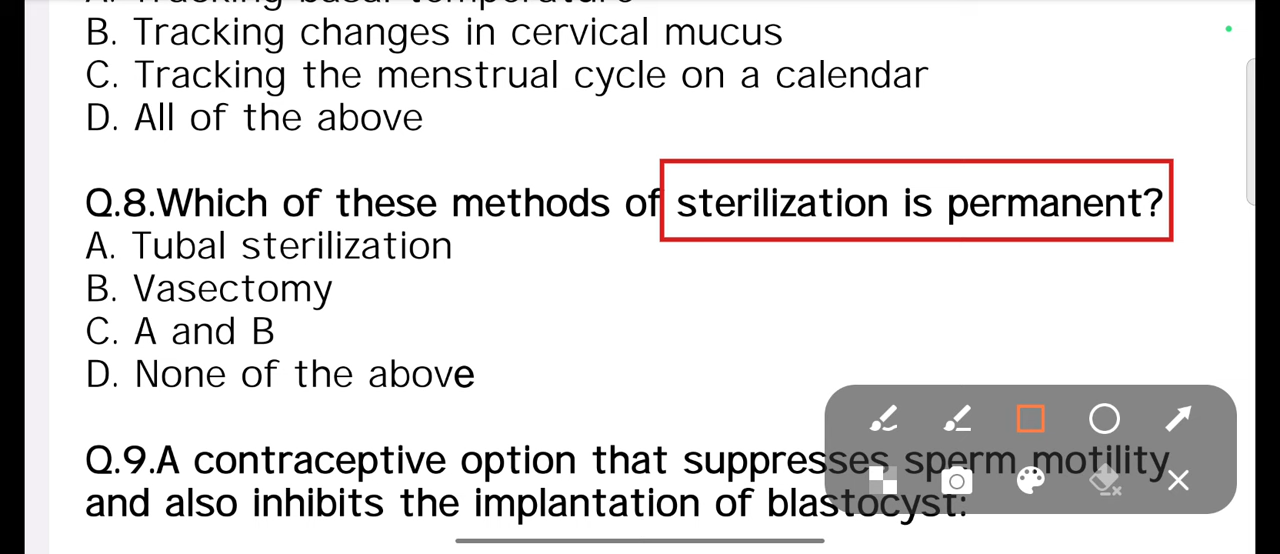 B. Tracking changes in cervical mucus
C. Tracking the menstrual cycle on a calendar
D. All of the above
Q.8.Which of these methods of sterilization is permanent?
A. Tubal sterilization
B. Vasectomy
C. A and B
D. None of the above
Q.9.A contraceptive option that suppresses sperm motility
and also inhibits the implantation of blastocyst: